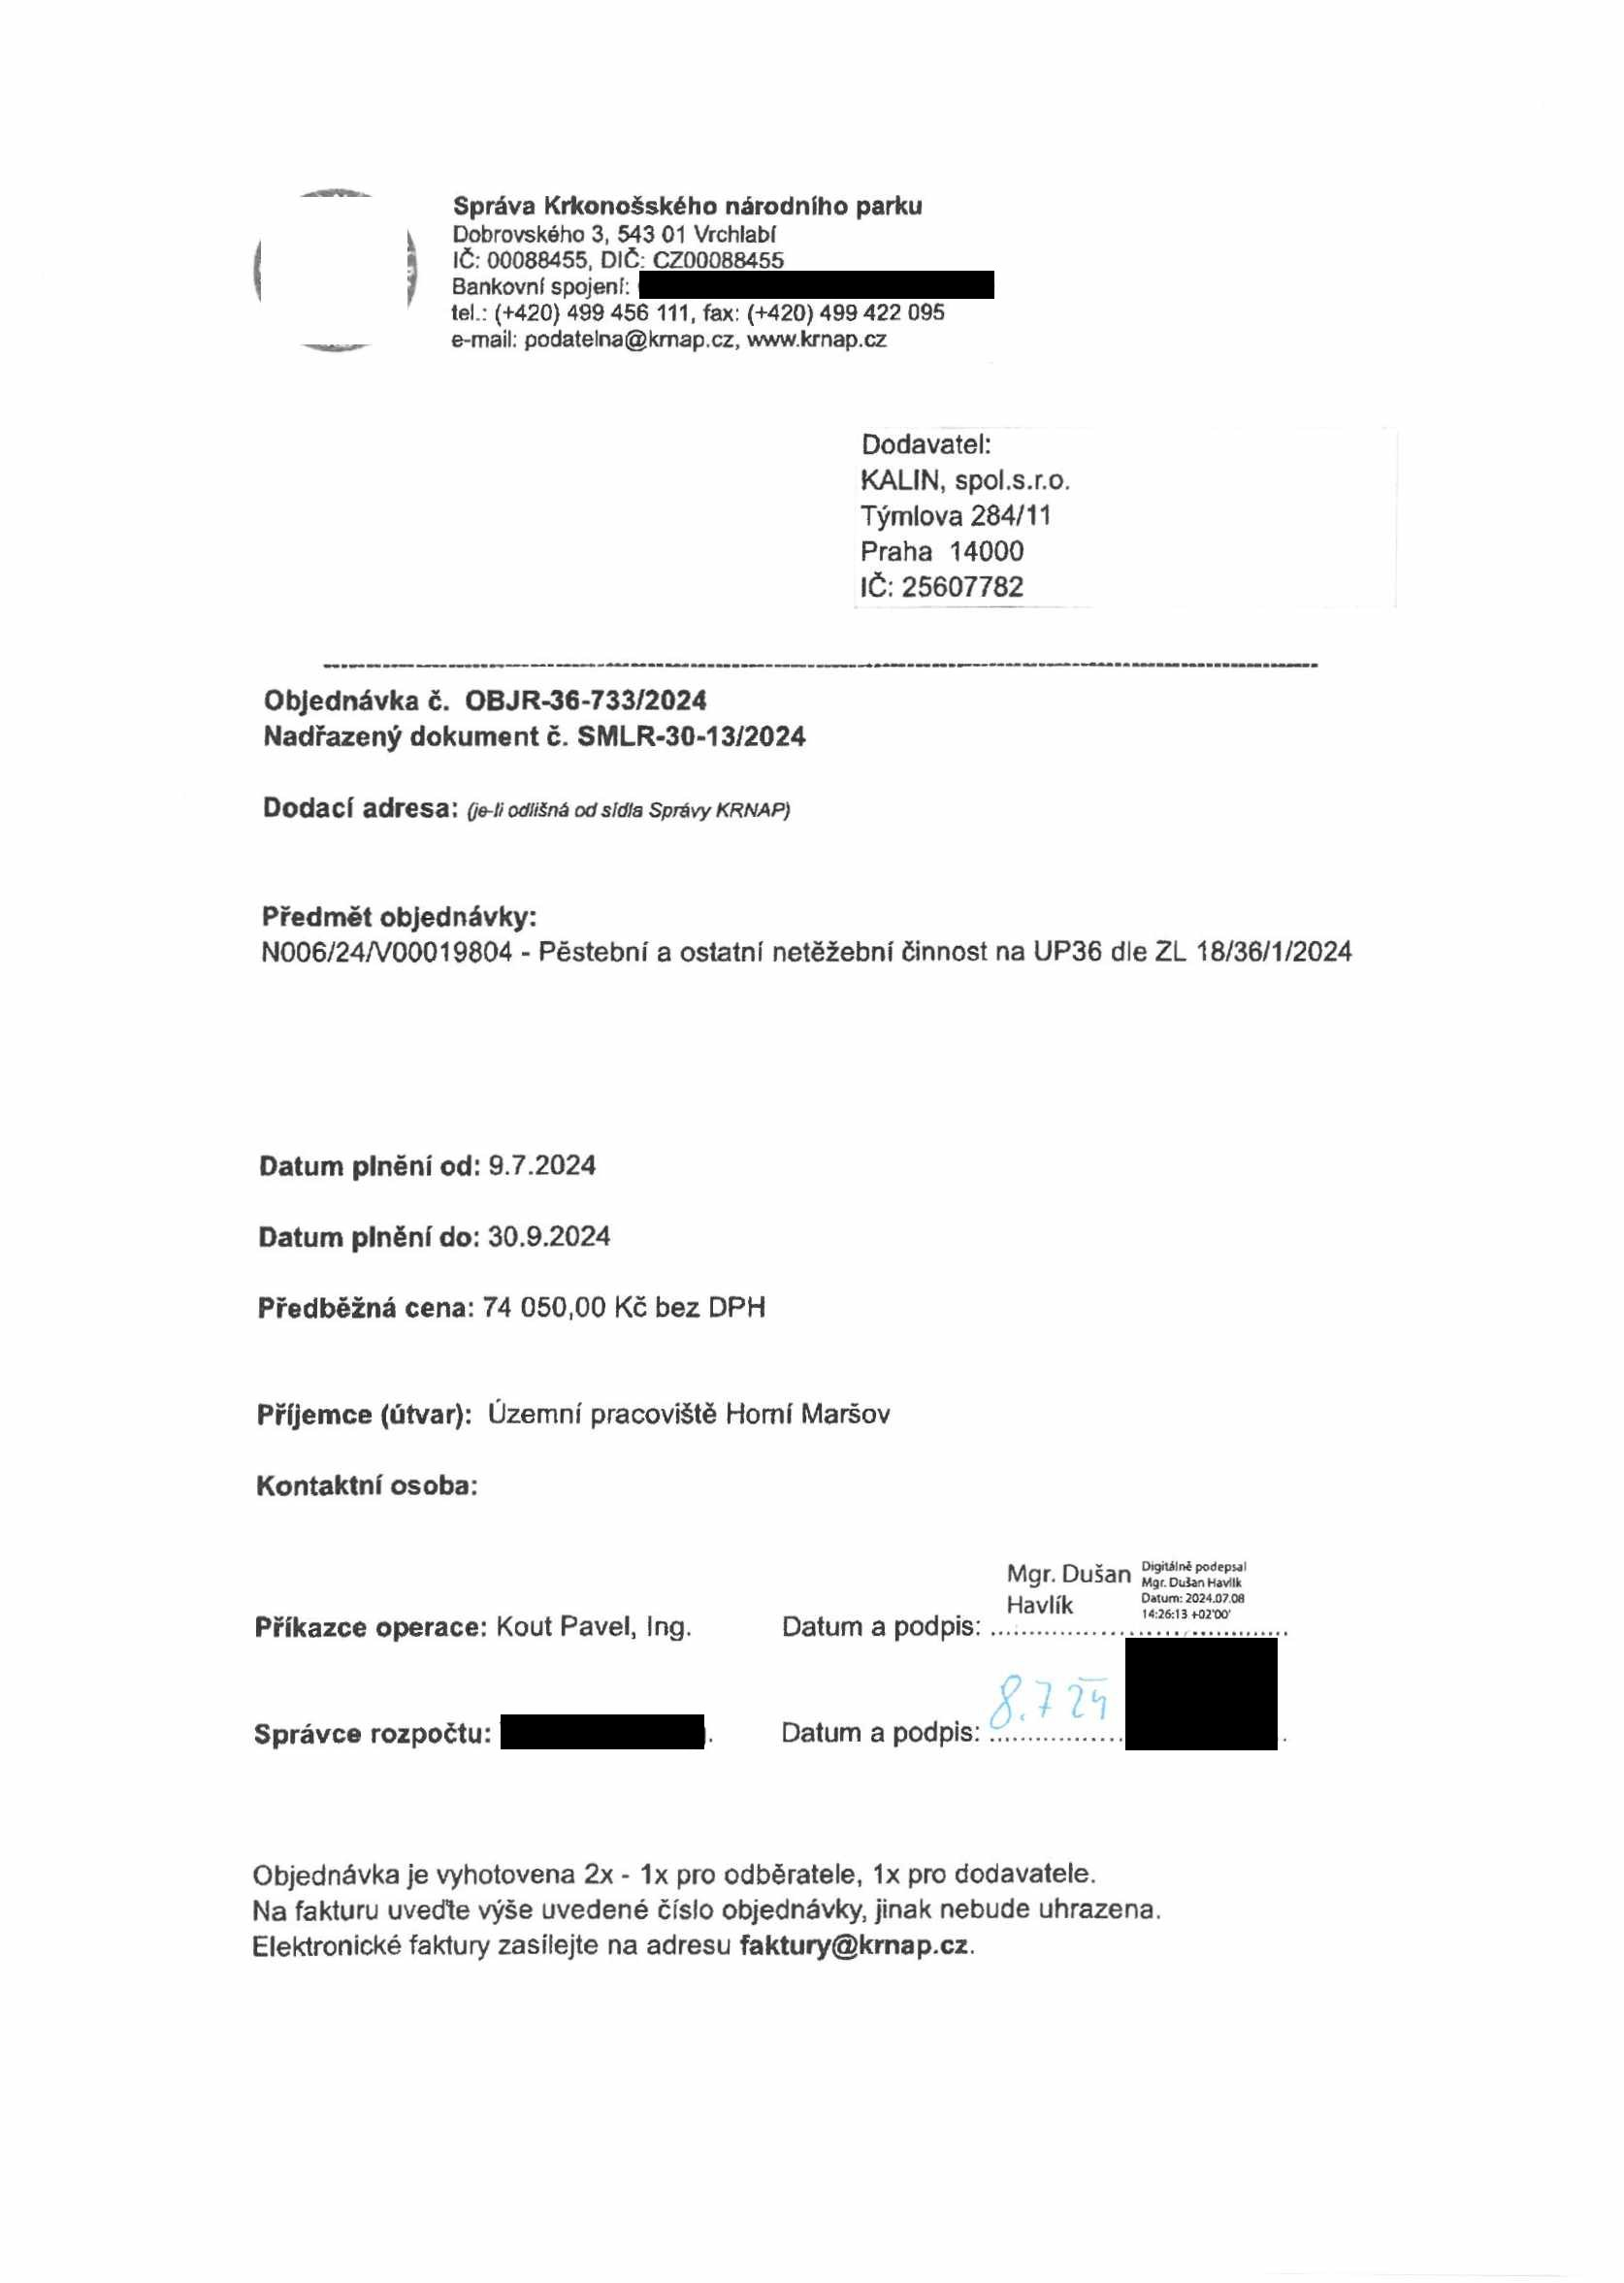 Správa Krkonošského národního parku
Dobrovského 3, 543 01 Vrchlabí
IČ: 00088455, DIČ: CZ00088455
Bankovní spojení:
tel.: (+420) 499 456 111, fax: (+420) 499 422 095
e-mail: podatelna@krnap.cz, www.krnap.cz
Dodavatel:
KALIN, spol.s.r.o.
Týmlova 284/11
Praha 14000
IČ: 25607782
Objednávka č. OBJR-36-733/2024
Nadřazený dokument č. SMLR-30-13/2024
Dodací adresa: (je-li odlišná od sídla Správy KRNAP)
Předmět objednávky:
N006/24/V00019804 - Pěstební a ostatní netěžební činnost na UP36 dle ZL 18/36/1/2024
Datum plnění od: 9.7.2024
Datum plnění do: 30.9.2024
Předběžná cena: 74 050,00 Kč bez DPH
Příjemce (útvar): Územní pracoviště Horní Maršov
Kontaktní osoba:
Mgr. Dušan Havlík
Digitálně podepsal
Mgr. Dušan Havlík
Datum: 2024.07.08
14:26:13 +02'00'
Příkazce operace: Kout Pavel, Ing. Datum a podpis:
8.7 24
Správce rozpočtu: Datum a podpis:
Objednávka je vyhotovena 2x - 1x pro odběratele, 1x pro dodavatele.
Na fakturu uveďte výše uvedené číslo objednávky, jinak nebude uhrazena.
Elektronické faktury zasílejte na adresu faktury@krnap.cz.